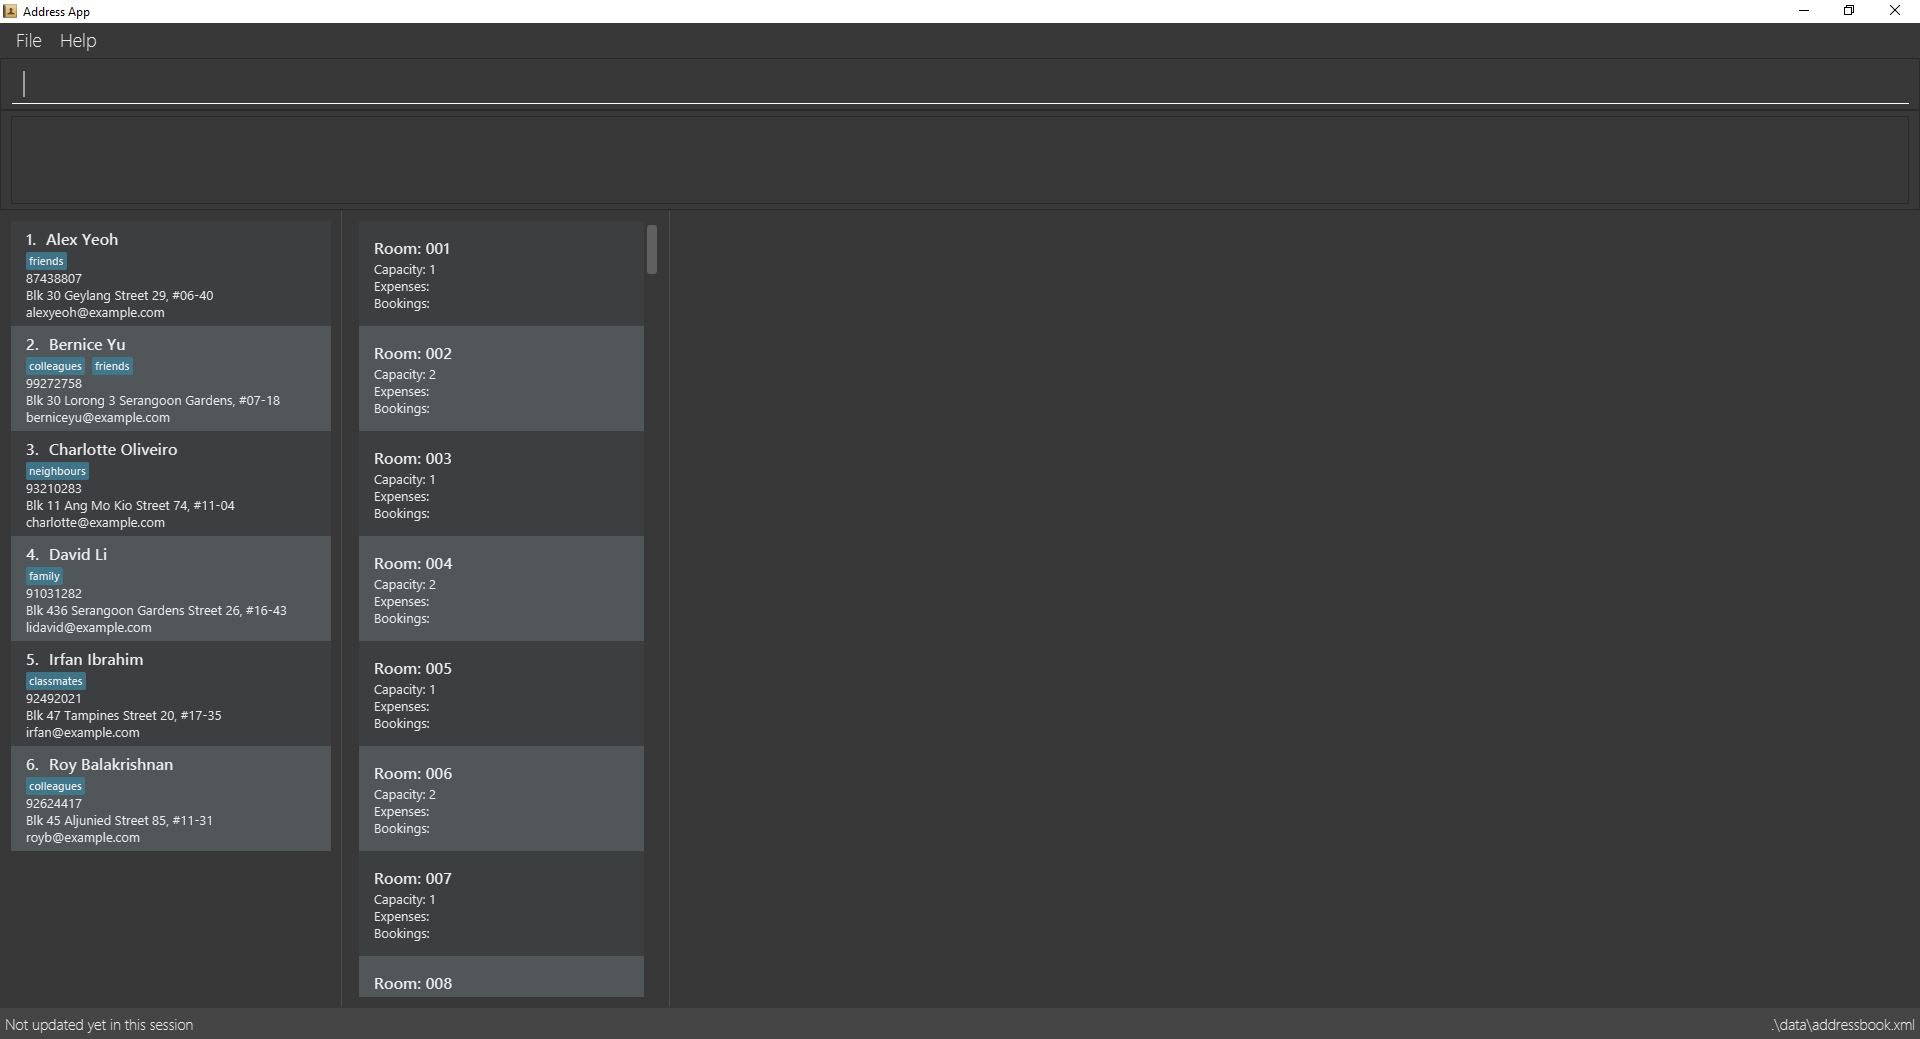 Address App
File Help
1. Alex Yeoh
friends
87438807
Blk 30 Geylang Street 29, #06-40
alexyeoh@example.com
2. Bernice Yu
colleagues friends
99272758
Blk 30 Lorong 3 Serangoon Gardens, #07-18
berniceyu@example.com
3. Charlotte Oliveiro
neighbours
93210283
Blk 11 Ang Mo Kio Street 74, #11-04
charlotte@example.com
4. David Li
family
91031282
Blk 436 Serangoon Gardens Street 26, #16-43
lidavid@example.com
5. Irfan Ibrahim
classmates
92492021
Blk 47 Tampines Street 20, #17-35
irfan@example.com
6. Roy Balakrishnan
colleagues
92624417
Blk 45 Aljunied Street 85, #11-31
royb@example.com
Room: 001
Capacity: 1
Expenses:
Bookings:
Room: 002
Capacity: 2
Expenses:
Bookings:
Room: 003
Capacity: 1
Expenses:
Bookings:
Room: 004
Capacity: 2
Expenses:
Bookings:
Room: 005
Capacity: 1
Expenses:
Bookings:
Room: 006
Capacity: 2
Expenses:
Bookings:
Room: 007
Capacity: 1
Expenses:
Bookings:
Room: 008
Not updated yet in this session
.\data\addressbook.xml